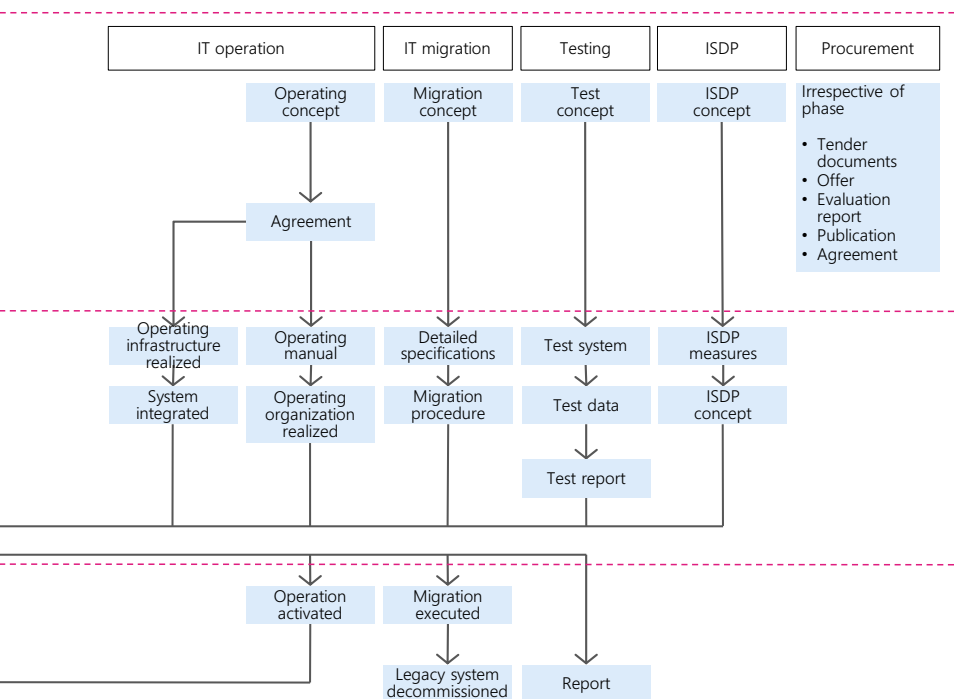 IT operation
IT migration
Testing
ISDP
Procurement
Operating
concept
Migration
concept
Test
concept
ISDP
concept
Irrespective of
phase
• Tender
documents
• Offer
• Evaluation
report
• Publication
• Agreement
Agreement
Operating
infrastructure
realized
Operating
manual
Detailed
specifications
Test system
ISDP
measures
System
integrated
Operating
organization
realized
Migration
procedure
Test data
ISDP
concept
Test report
Operation
activated
Migration
executed
Legacy system
decommissioned
Report